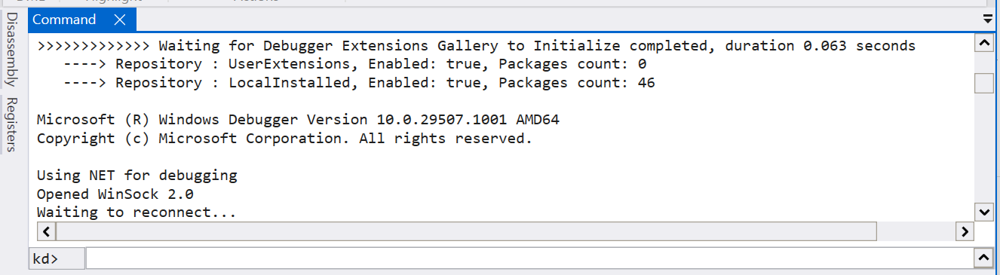 Command
>>>>>>>>>>>>> Waiting for Debugger Extensions Gallery to Initialize completed, duration 0.063 seconds
----> Repository : UserExtensions, Enabled: true, Packages count: 0
----> Repository : LocalInstalled, Enabled: true, Packages count: 46
Microsoft (R) Windows Debugger Version 10.0.29507.1001 AMD64
Copyright (c) Microsoft Corporation. All rights reserved.
Using NET for debugging
Opened WinSock 2.0
Waiting to reconnect...
kd>
Disassembly
Registers